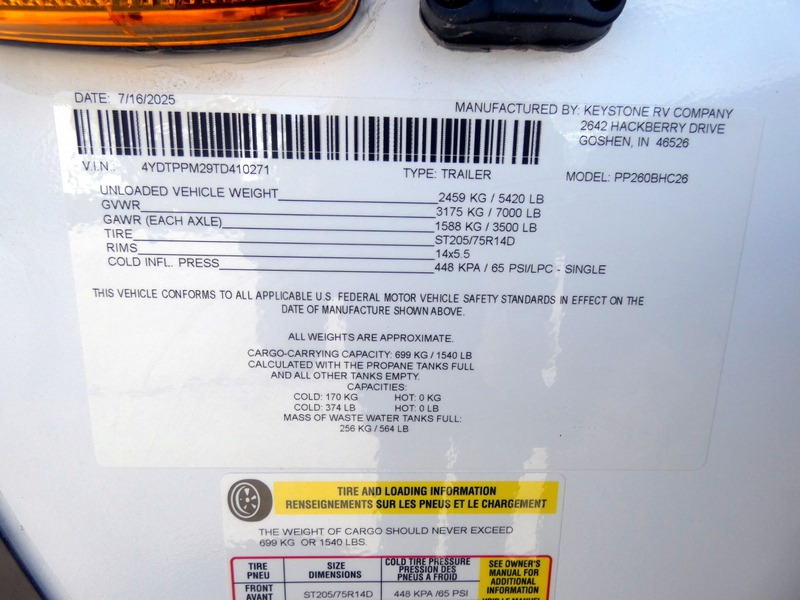 DATE: 7/16/2025
MANUFACTURED BY: KEYSTONE RV COMPANY
2642 HACKBERRY DRIVE
GOSHEN, IN 46526
V.I.N. 4YDTPPM29TD410271 TYPE: TRAILER MODEL: PP260BHC26
UNLOADED VEHICLE WEIGHT 2459 KG / 5420 LB
GVWR 3175 KG / 7000 LB
GAWR (EACH AXLE) 1588 KG / 3500 LB
TIRE ST205/75R14D
RIMS 14x5.5
COLD INFL. PRESS 448 KPA / 65 PSI/LPC - SINGLE
THIS VEHICLE CONFORMS TO ALL APPLICABLE U.S. FEDERAL MOTOR VEHICLE SAFETY STANDARDS IN EFFECT ON THE
DATE OF MANUFACTURE SHOWN ABOVE.
ALL WEIGHTS ARE APPROXIMATE.
CARGO-CARRYING CAPACITY: 699 KG / 1540 LB
CALCULATED WITH THE PROPANE TANKS FULL
AND ALL OTHER TANKS EMPTY.
CAPACITIES:
COLD: 170 KG HOT: 0 KG
COLD: 374 LB HOT: 0 LB
MASS OF WASTE WATER TANKS FULL:
256 KG / 564 LB
TIRE AND LOADING INFORMATION
RENSEIGNEMENTS SUR LES PNEUS ET LE CHARGEMENT
THE WEIGHT OF CARGO SHOULD NEVER EXCEED
699 KG OR 1540 LBS.
TIRE
PNEU
SIZE
DIMENSIONS
COLD TIRE PRESSURE
PRESSION DES
PNEUS A FROID
SEE OWNER'S
MANUAL FOR
ADDITIONAL
INFORMATION
FRONT
AVANT
ST205/75R14D
448 KPA /65 PSI